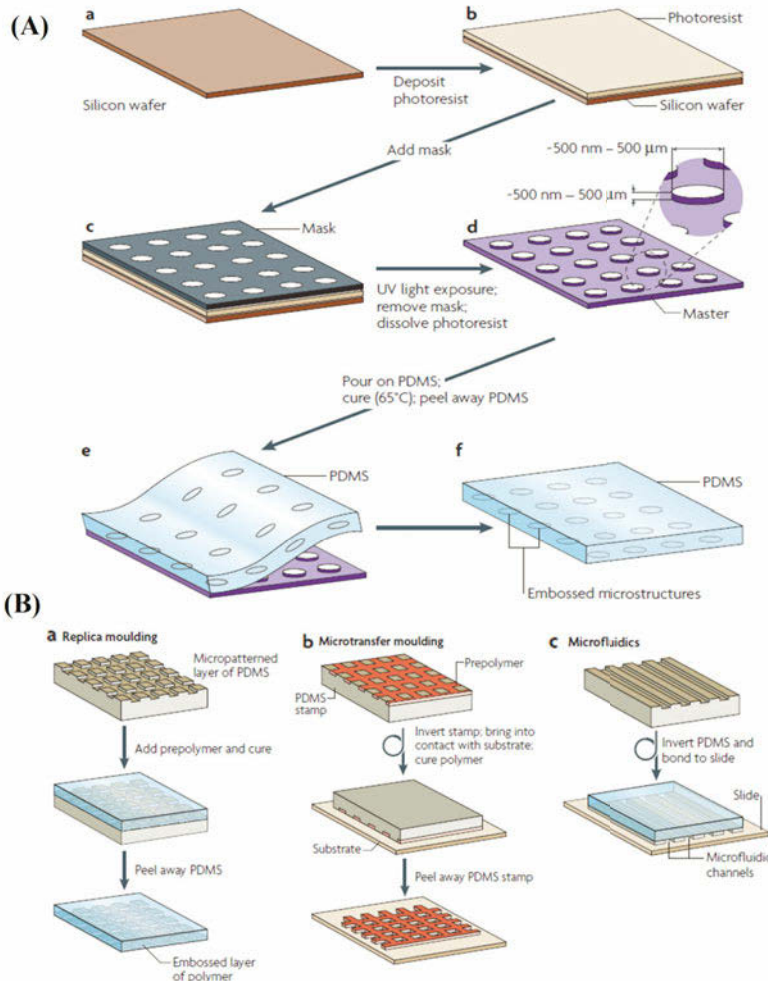 (A)
a
b
Photoresist
Deposit
photoresist
Silicon wafer
Silicon wafer
Add mask
~500 nm – 500 µm
~500 nm – 500 µm
c
Mask
d
UV light exposure;
remove mask;
dissolve photoresist
Master
Pour on PDMS;
cure (65°C); peel away PDMS
e
PDMS
f
PDMS
Embossed microstructures
(B)
a Replica moulding
Micropatterned
layer of PDMS
Add prepolymer and cure
Peel away PDMS
Embossed layer
of polymer
b Microtransfer moulding
Prepolymer
PDMS
stamp
Invert stamp; bring into
contact with substrate;
cure polymer
Substrate
Peel away PDMS stamp
c Microfluidics
Invert PDMS and
bond to slide
Slide
Microfluidic
channels